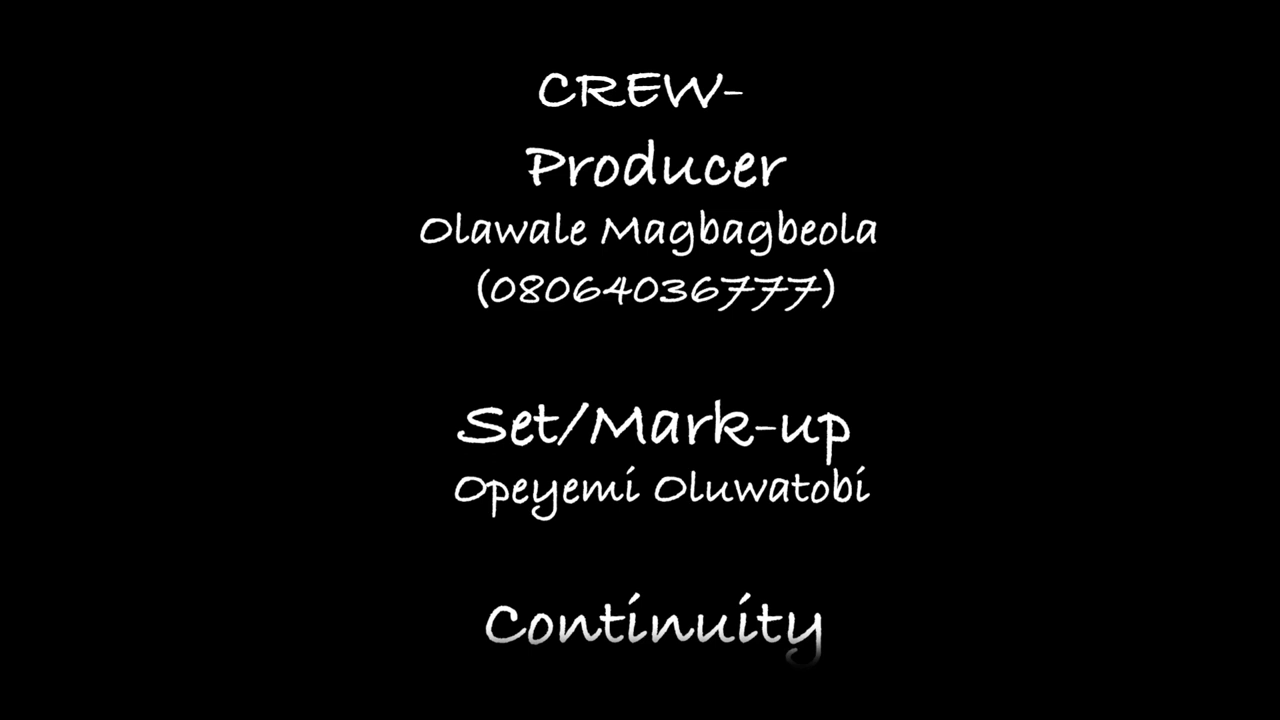 CREW-
Producer
Olawale Magbagbeola
(08064036777)
Set/Mark-up
Opeyemi Oluwatobi
Continuity